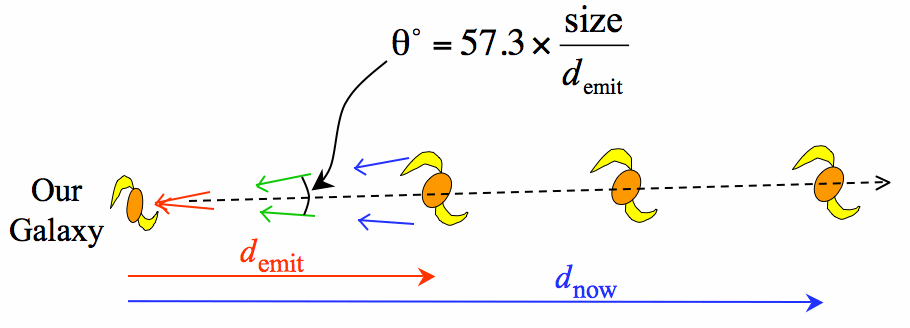 θ° = 57.3 × size / d_emit
Our
Galaxy
d_emit
d_now